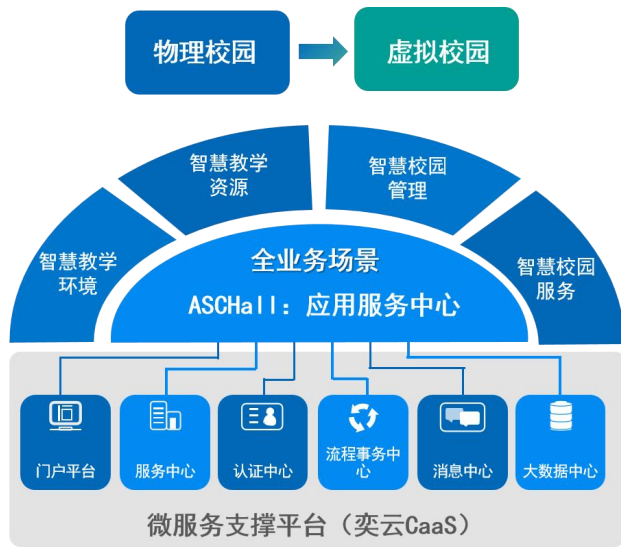 物理校园
虚拟校园
智慧教学
资源
智慧校园
管理
智慧教学
环境
智慧校园
服务
全业务场景
ASCHall：应用服务中心
门户平台
服务中心
认证中心
流程事务中
心
消息中心
大数据中心
微服务支撑平台（奕云CaaS）